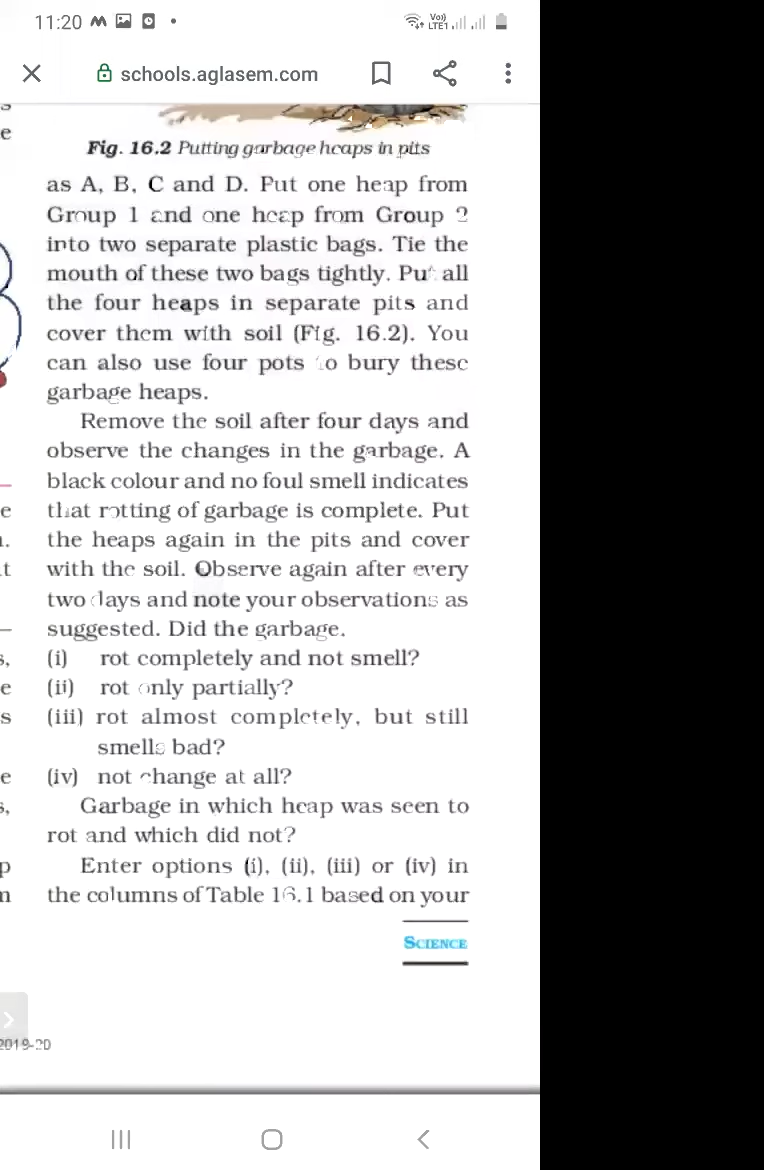 11:20
Vo)) LTE1
schools.aglasem.com
s
e
Fig. 16.2 Putting garbage heaps in pits
as A, B, C and D. Put one heap from
Group 1 and one heap from Group 2
into two separate plastic bags. Tie the
mouth of these two bags tightly. Put all
the four heaps in separate pits and
cover them with soil (Fig. 16.2). You
can also use four pots to bury these
garbage heaps.
Remove the soil after four days and
observe the changes in the garbage. A
black colour and no foul smell indicates
e that rotting of garbage is complete. Put
the heaps again in the pits and cover
t with the soil. Observe again after every
two days and note your observations as
suggested. Did the garbage.
s, (i) rot completely and not smell?
e (ii) rot only partially?
s (iii) rot almost completely, but still
smells bad?
e (iv) not change at all?
s, Garbage in which heap was seen to
rot and which did not?
p Enter options (i), (ii), (iii) or (iv) in
n the columns of Table 16.1 based on your
SCIENCE
2019-20